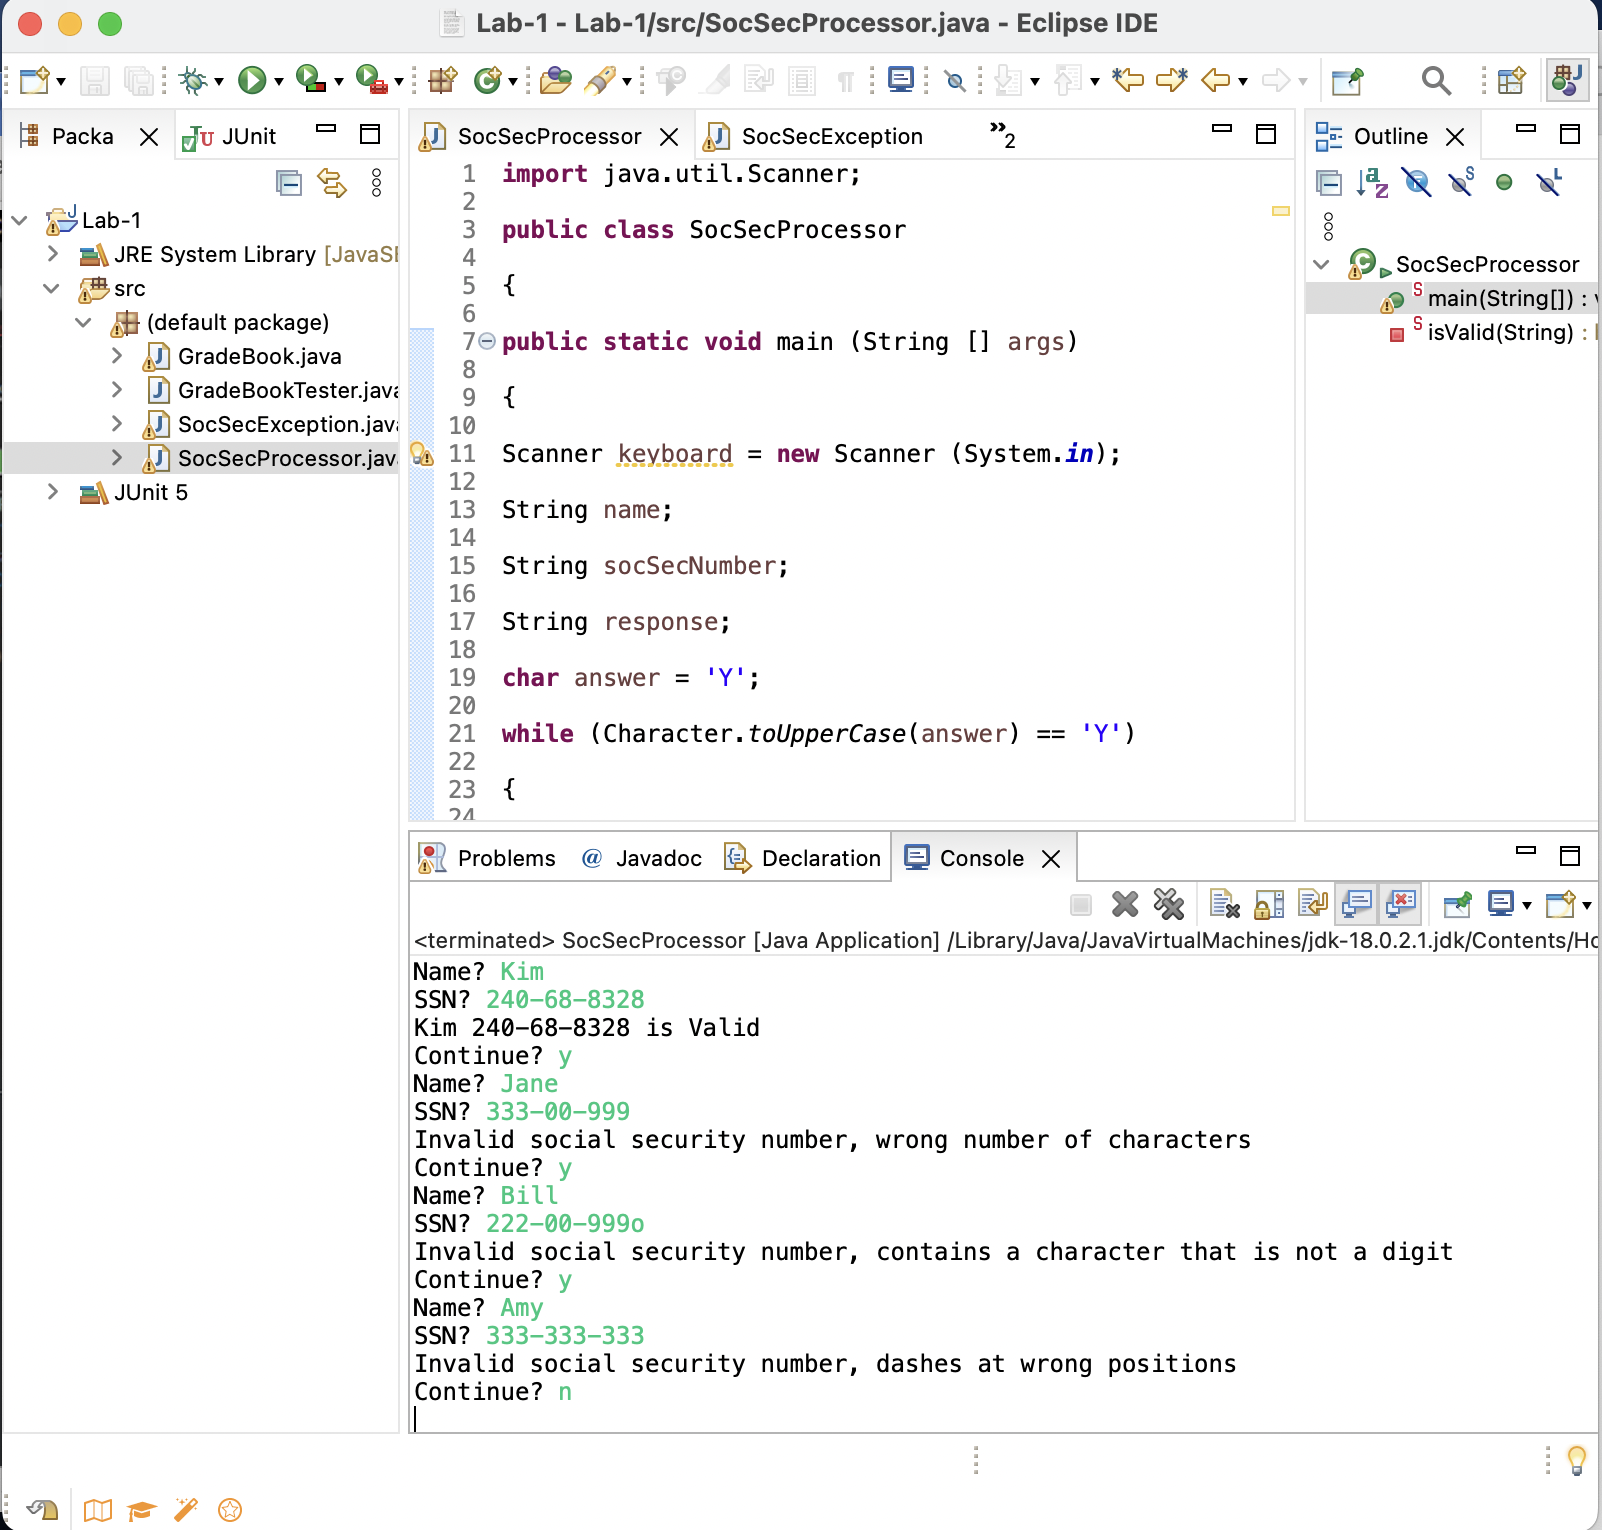 Lab-1 - Lab-1/src/SocSecProcessor.java - Eclipse IDE
Packa
JUnit
Lab-1
JRE System Library [JavaSE
src
(default package)
GradeBook.java
GradeBookTester.java
SocSecException.java
SocSecProcessor.java
JUnit 5
SocSecProcessor
SocSecException
»2
1 import java.util.Scanner;
2
3 public class SocSecProcessor
4
5 {
6
7 public static void main (String [] args)
8
9 {
10
11 Scanner keyboard = new Scanner (System.in);
12
13 String name;
14
15 String socSecNumber;
16
17 String response;
18
19 char answer = 'Y';
20
21 while (Character.toUpperCase(answer) == 'Y')
22
23 {
24
Outline
SocSecProcessor
main(String[]) : v
isValid(String) :
Problems
Javadoc
Declaration
Console
<terminated> SocSecProcessor [Java Application] /Library/Java/JavaVirtualMachines/jdk-18.0.2.1.jdk/Contents/Ho
Name? Kim
SSN? 240-68-8328
Kim 240-68-8328 is Valid
Continue? y
Name? Jane
SSN? 333-00-999
Invalid social security number, wrong number of characters
Continue? y
Name? Bill
SSN? 222-00-999o
Invalid social security number, contains a character that is not a digit
Continue? y
Name? Amy
SSN? 333-333-333
Invalid social security number, dashes at wrong positions
Continue? n